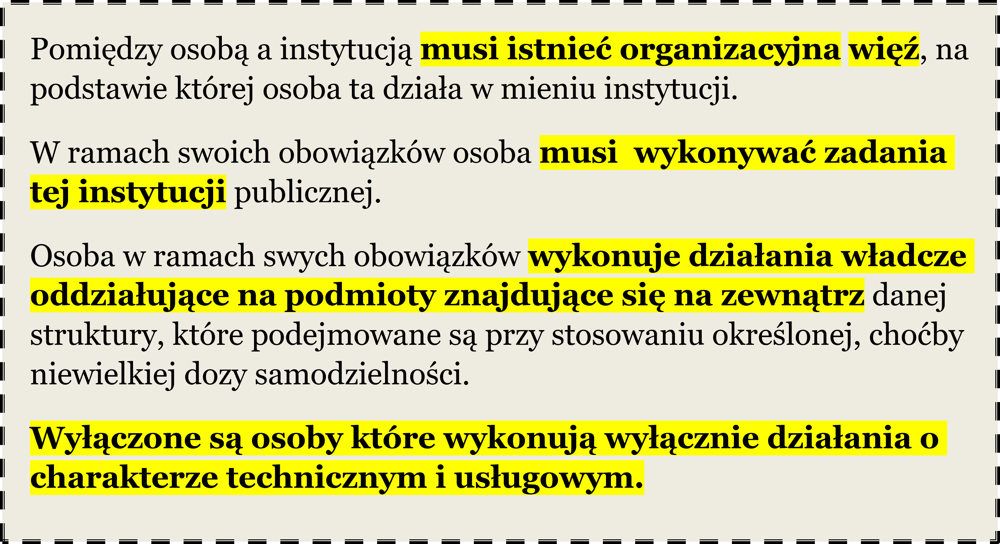 Pomiędzy osobą a instytucją musi istnieć organizacyjna więź, na
podstawie której osoba ta działa w mieniu instytucji.
W ramach swoich obowiązków osoba musi  wykonywać zadania
tej instytucji publicznej.
Osoba w ramach swych obowiązków wykonuje działania władcze
oddziałujące na podmioty znajdujące się na zewnątrz danej
struktury, które podejmowane są przy stosowaniu określonej, choćby
niewielkiej dozy samodzielności.
Wyłączone są osoby które wykonują wyłącznie działania o
charakterze technicznym i usługowym.